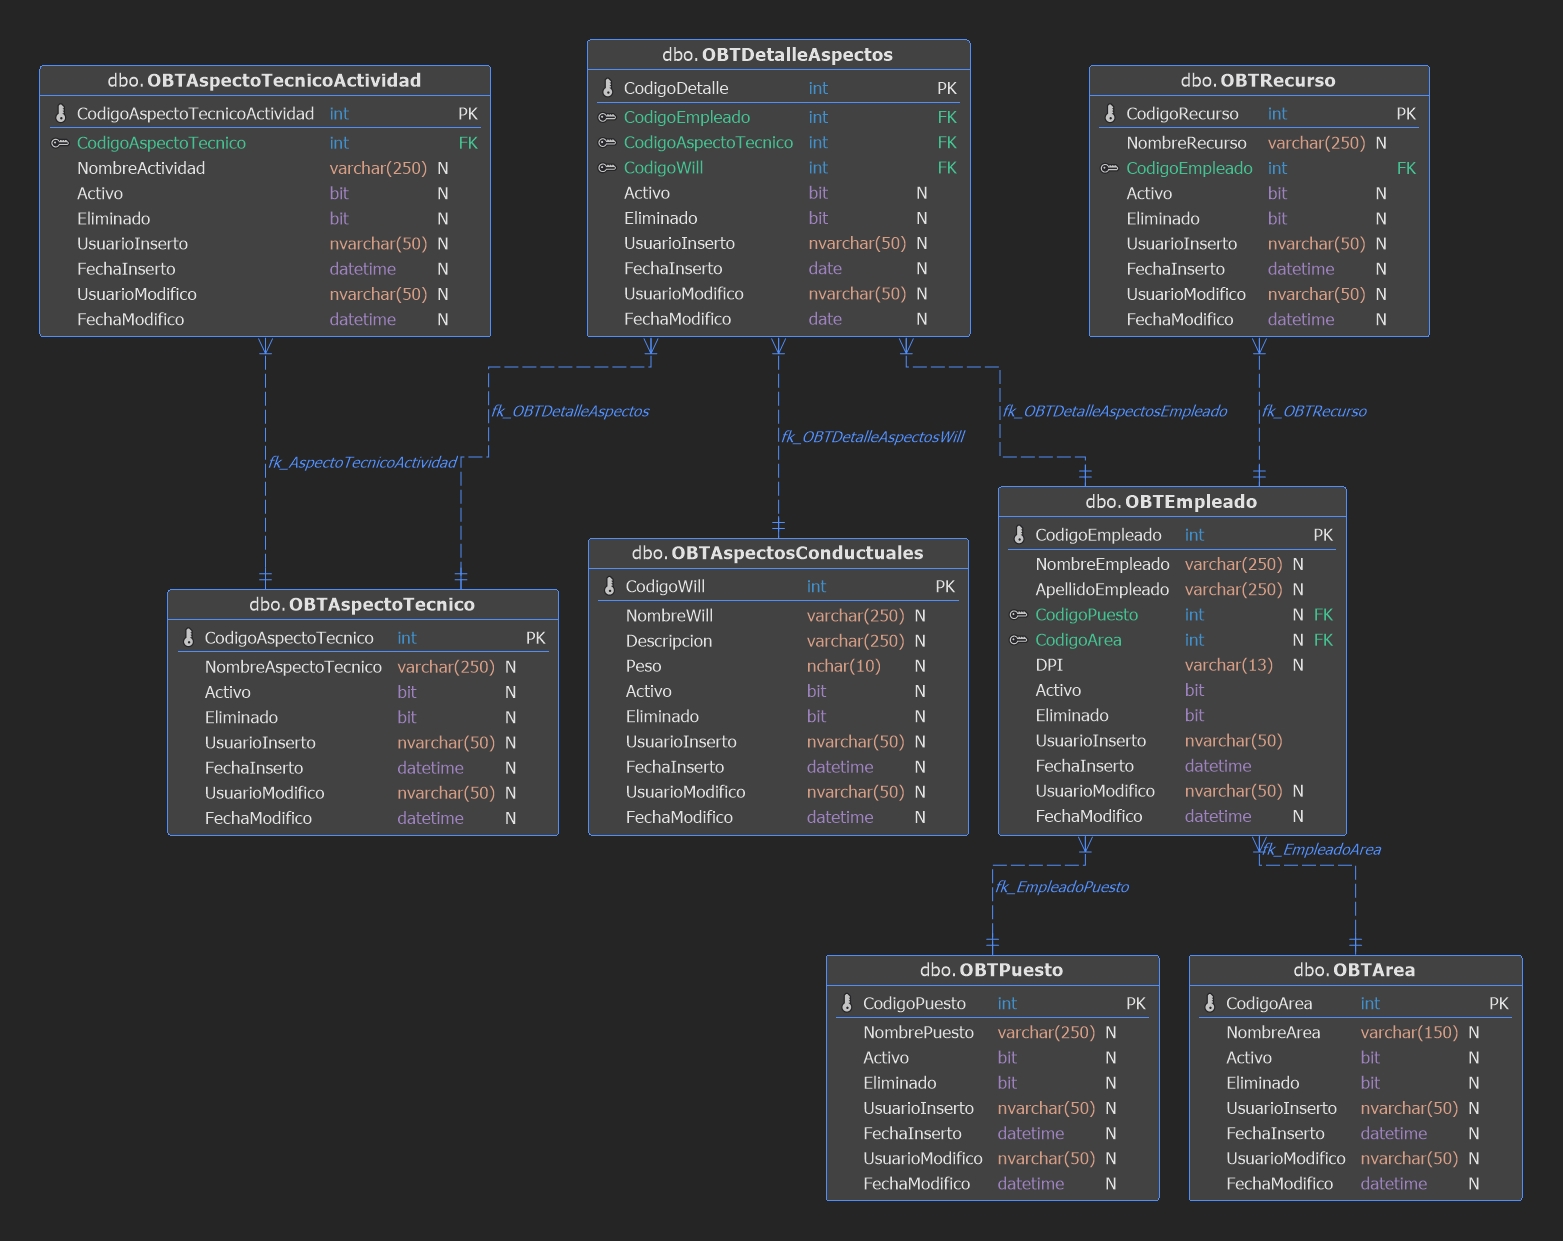 dbo.OBTAspectoTecnicoActividad
CodigoAspectoTecnicoActividad int PK
CodigoAspectoTecnico int FK
NombreActividad varchar(250) N
Activo bit N
Eliminado bit N
UsuarioInserto nvarchar(50) N
FechaInserto datetime N
UsuarioModifico nvarchar(50) N
FechaModifico datetime N
dbo.OBTDetalleAspectos
CodigoDetalle int PK
CodigoEmpleado int FK
CodigoAspectoTecnico int FK
CodigoWill int FK
Activo bit N
Eliminado bit N
UsuarioInserto nvarchar(50) N
FechaInserto date N
UsuarioModifico nvarchar(50) N
FechaModifico date N
dbo.OBTRecurso
CodigoRecurso int PK
NombreRecurso varchar(250) N
CodigoEmpleado int FK
Activo bit N
Eliminado bit N
UsuarioInserto nvarchar(50) N
FechaInserto datetime N
UsuarioModifico nvarchar(50) N
FechaModifico datetime N
fk_OBTDetalleAspectos
fk_OBTDetalleAspectosEmpleado
fk_OBTRecurso
fk_OBTDetalleAspectosWill
fk_AspectoTecnicoActividad
dbo.OBTAspectoTecnico
CodigoAspectoTecnico int PK
NombreAspectoTecnico varchar(250) N
Activo bit N
Eliminado bit N
UsuarioInserto nvarchar(50) N
FechaInserto datetime N
UsuarioModifico nvarchar(50) N
FechaModifico datetime N
dbo.OBTAspectosConductuales
CodigoWill int PK
NombreWill varchar(250) N
Descripcion varchar(250) N
Peso nchar(10) N
Activo bit N
Eliminado bit N
UsuarioInserto nvarchar(50) N
FechaInserto datetime N
UsuarioModifico nvarchar(50) N
FechaModifico datetime N
dbo.OBTEmpleado
CodigoEmpleado int PK
NombreEmpleado varchar(250) N
ApellidoEmpleado varchar(250) N
CodigoPuesto int N FK
CodigoArea int N FK
DPI varchar(13) N
Activo bit
Eliminado bit
UsuarioInserto nvarchar(50)
FechaInserto datetime
UsuarioModifico nvarchar(50) N
FechaModifico datetime N
fk_EmpleadoArea
fk_EmpleadoPuesto
dbo.OBTPuesto
CodigoPuesto int PK
NombrePuesto varchar(250) N
Activo bit N
Eliminado bit N
UsuarioInserto nvarchar(50) N
FechaInserto datetime N
UsuarioModifico nvarchar(50) N
FechaModifico datetime N
dbo.OBTArea
CodigoArea int PK
NombreArea varchar(150) N
Activo bit N
Eliminado bit N
UsuarioInserto nvarchar(50) N
FechaInserto datetime N
UsuarioModifico nvarchar(50) N
FechaModifico datetime N